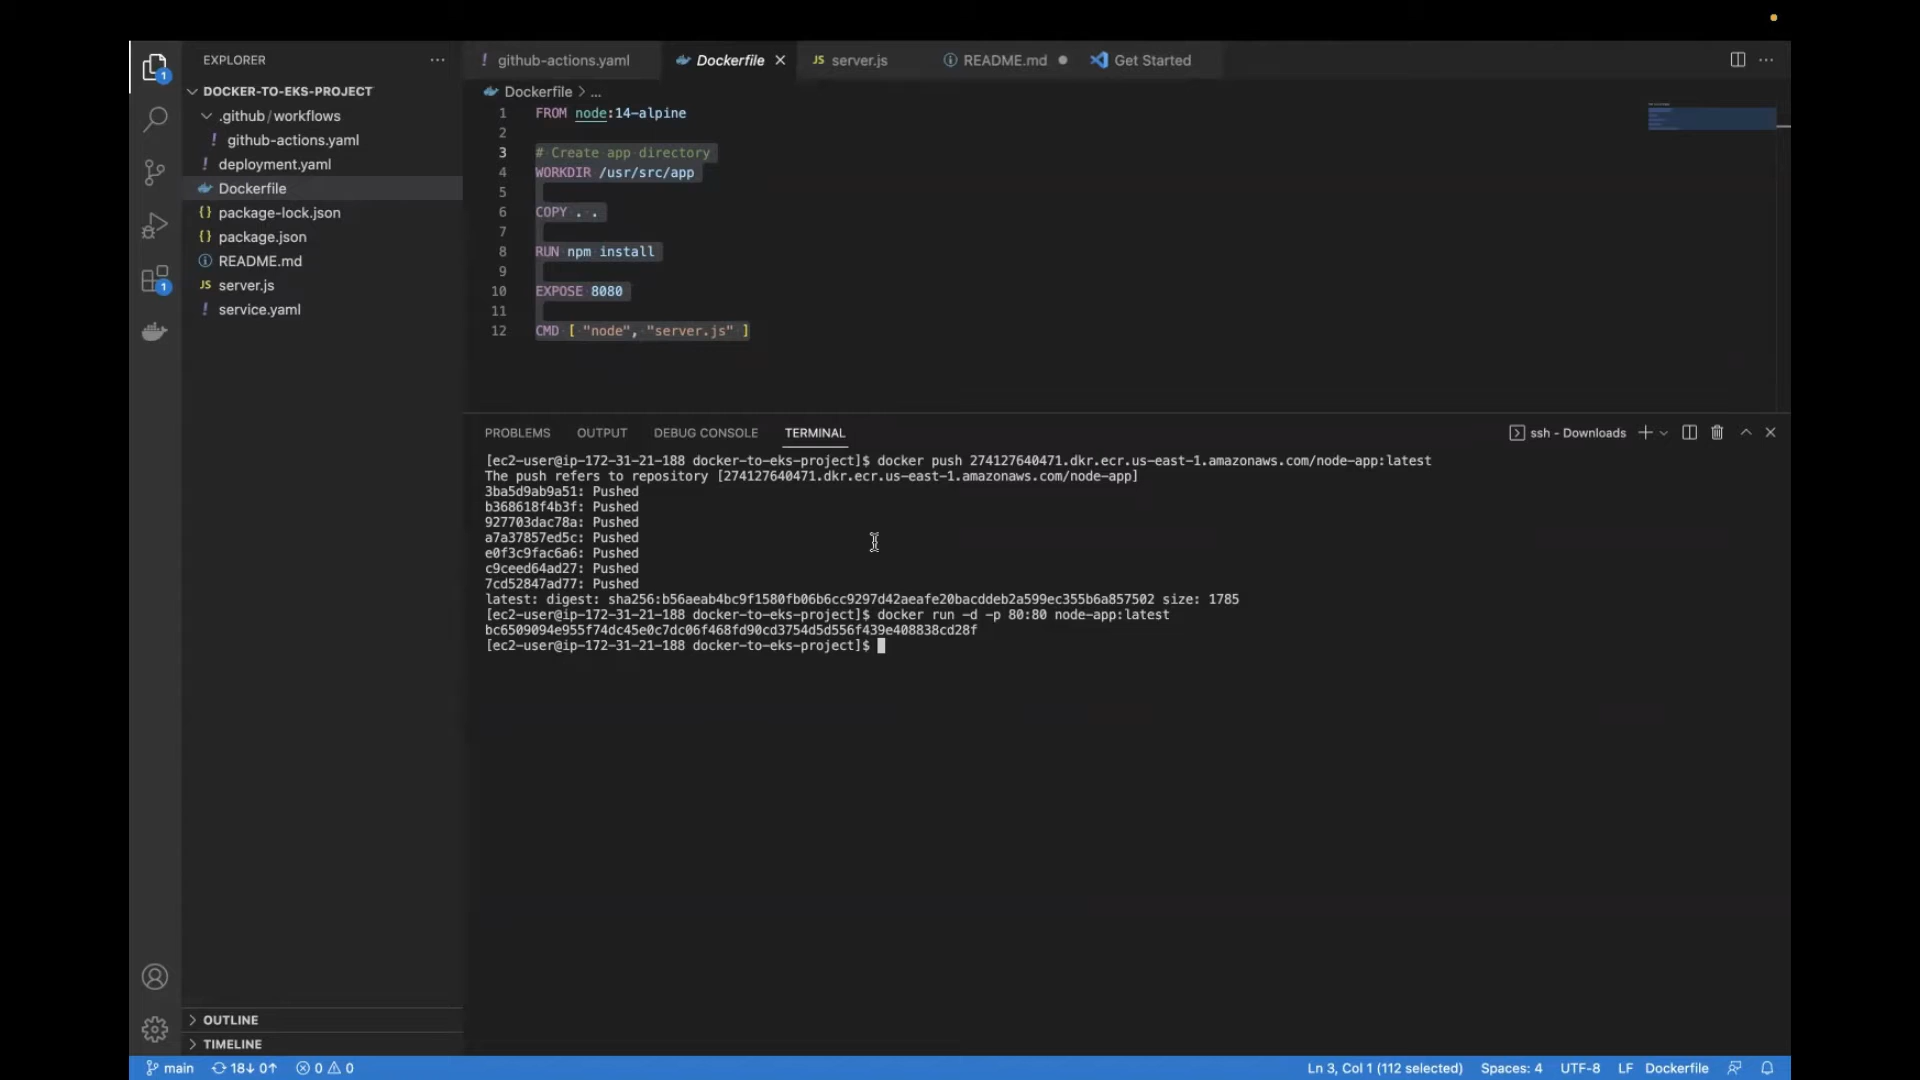 EXPLORER
DOCKER-TO-EKS-PROJECT
.github/workflows
github-actions.yaml
deployment.yaml
Dockerfile
package-lock.json
package.json
README.md
JS server.js
service.yaml
OUTLINE
TIMELINE
1
1
! github-actions.yaml
Dockerfile
JS server.js
README.md
Get Started
Dockerfile > ...
1 FROM node:14-alpine
2
3 # Create app directory
4 WORKDIR /usr/src/app
5
6 COPY . .
7
8 RUN npm install
9
10 EXPOSE 8080
11
12 CMD [ "node", "server.js" ]
PROBLEMS OUTPUT DEBUG CONSOLE TERMINAL
ssh - Downloads
[ec2-user@ip-172-31-21-188 docker-to-eks-project]$ docker push 274127640471.dkr.ecr.us-east-1.amazonaws.com/node-app:latest
The push refers to repository [274127640471.dkr.ecr.us-east-1.amazonaws.com/node-app]
3ba5d9ab9a51: Pushed
b368618f4b3f: Pushed
927703dac78a: Pushed
a7a37857ed5c: Pushed
e0f3c9fac6a6: Pushed
c9ceed64ad27: Pushed
7cd52847ad77: Pushed
latest: digest: sha256:b56aeab4bc9f1580fb06b6cc9297d42aeafe20bacddeb2a599ec355b6a857502 size: 1785
[ec2-user@ip-172-31-21-188 docker-to-eks-project]$ docker run -d -p 80:80 node-app:latest
bc6509094e955f74dc45e0c7dc06f468fd90cd3754d5d556f439e408838cd28f
[ec2-user@ip-172-31-21-188 docker-to-eks-project]$
main 18↓ 0↑ 0 0
Ln 3, Col 1 (112 selected) Spaces: 4 UTF-8 LF Dockerfile